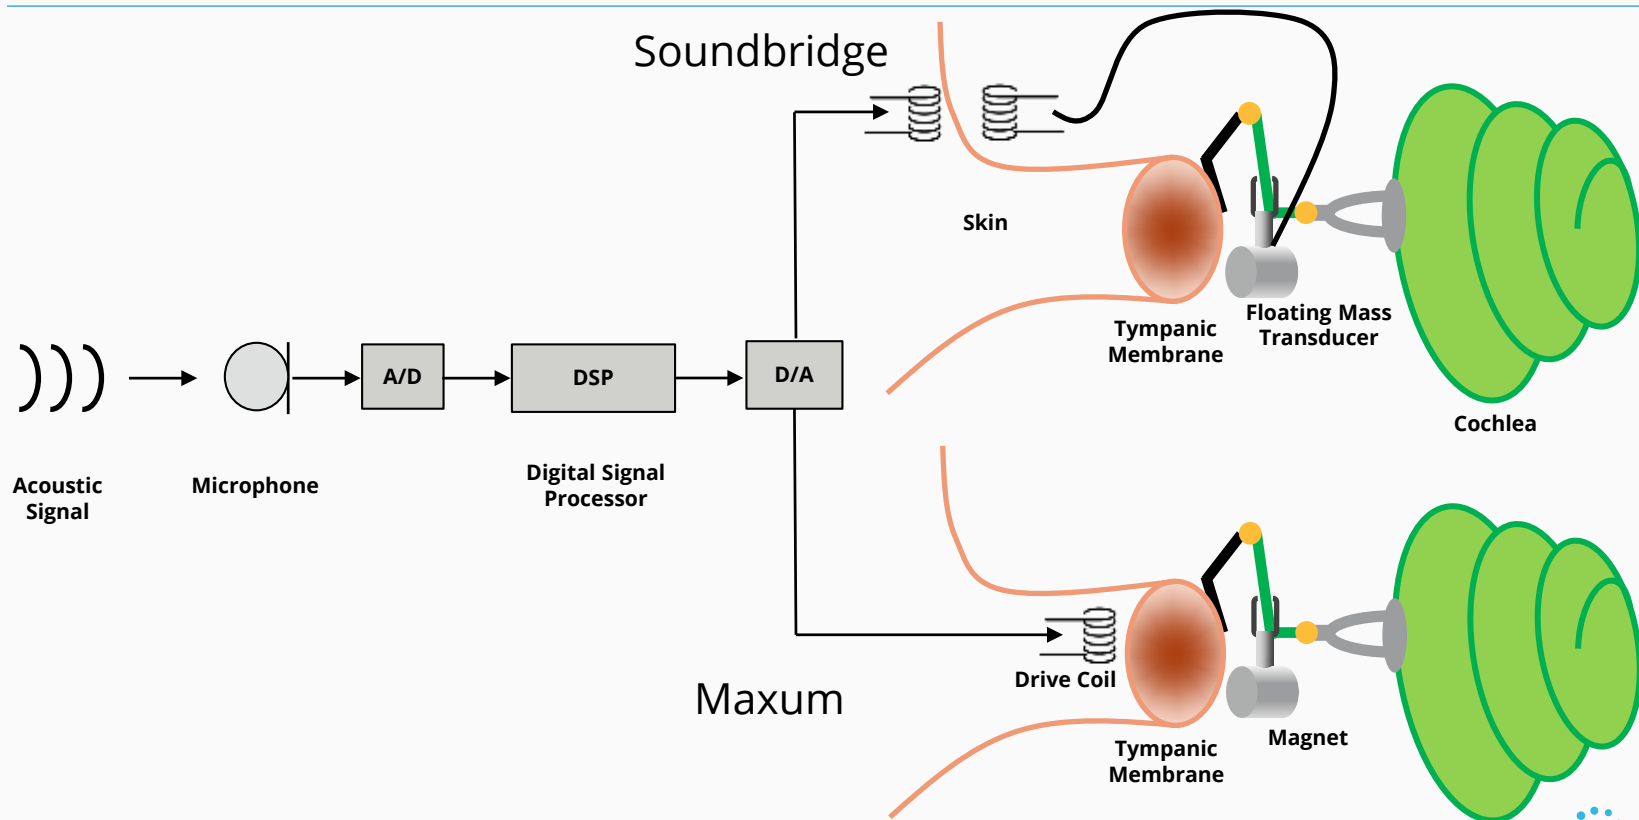 Soundbridge
Skin
Tympanic
Membrane
Floating Mass
Transducer
Cochlea
A/D
DSP
D/A
Acoustic
Signal
Microphone
Digital Signal
Processor
Maxum
Drive Coil
Tympanic
Membrane
Magnet